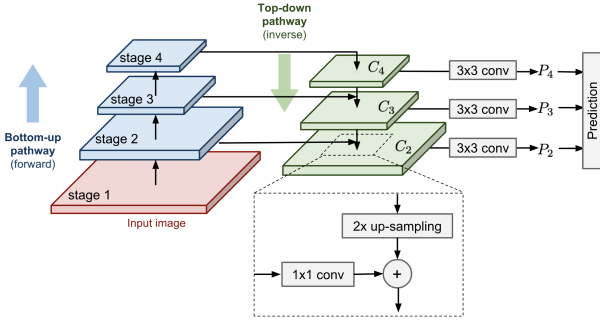 Top-down
pathway
(inverse)
stage 4
C4
3x3 conv
P4
stage 3
C3
3x3 conv
P3
Bottom-up
pathway
(forward)
stage 2
C2
3x3 conv
P2
Prediction
stage 1
Input image
2x up-sampling
1x1 conv
+